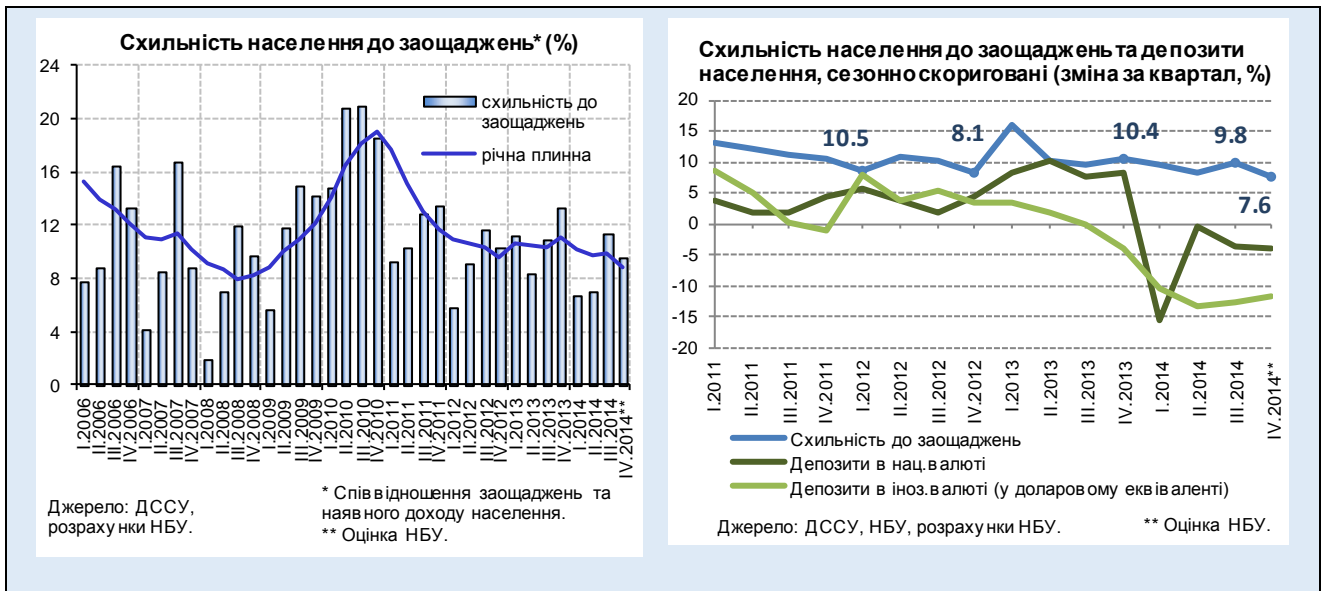 Схильність населення до заощаджень* (%)
24
20
16
12
8
4
0
схильність до
заощаджень
річна плинна
I.2006
II.2006
III.2006
IV.2006
I.2007
II.2007
III.2007
IV.2007
I.2008
II.2008
III.2008
IV.2008
I.2009
II.2009
III.2009
IV.2009
I.2010
II.2010
III.2010
IV.2010
I.2011
II.2011
III.2011
IV.2011
I.2012
II.2012
III.2012
IV.2012
I.2013
II.2013
III.2013
IV.2013
I.2014
II.2014
III.2014
IV.2014**
Джерело: ДССУ,
розрахунки НБУ.
* Співвідношення заощаджень та
наявного доходу населення.
** Оцінка НБУ.
Схильність населення до заощаджень та депозити
населення, сезонно скориговані (зміна за квартал, %)
20
15
10
5
0
-5
-10
-15
-20
10.5
8.1
10.4
9.8
7.6
I.2011
II.2011
III.2011
IV.2011
I.2012
II.2012
III.2012
IV.2012
I.2013
II.2013
III.2013
IV.2013
I.2014
II.2014
III.2014
IV.2014**
Схильність до заощаджень
Депозити в нац.валюті
Депозити в іноз.валюті (у доларовому еквіваленті)
Джерело: ДССУ, НБУ, розрахунки НБУ.
** Оцінка НБУ.